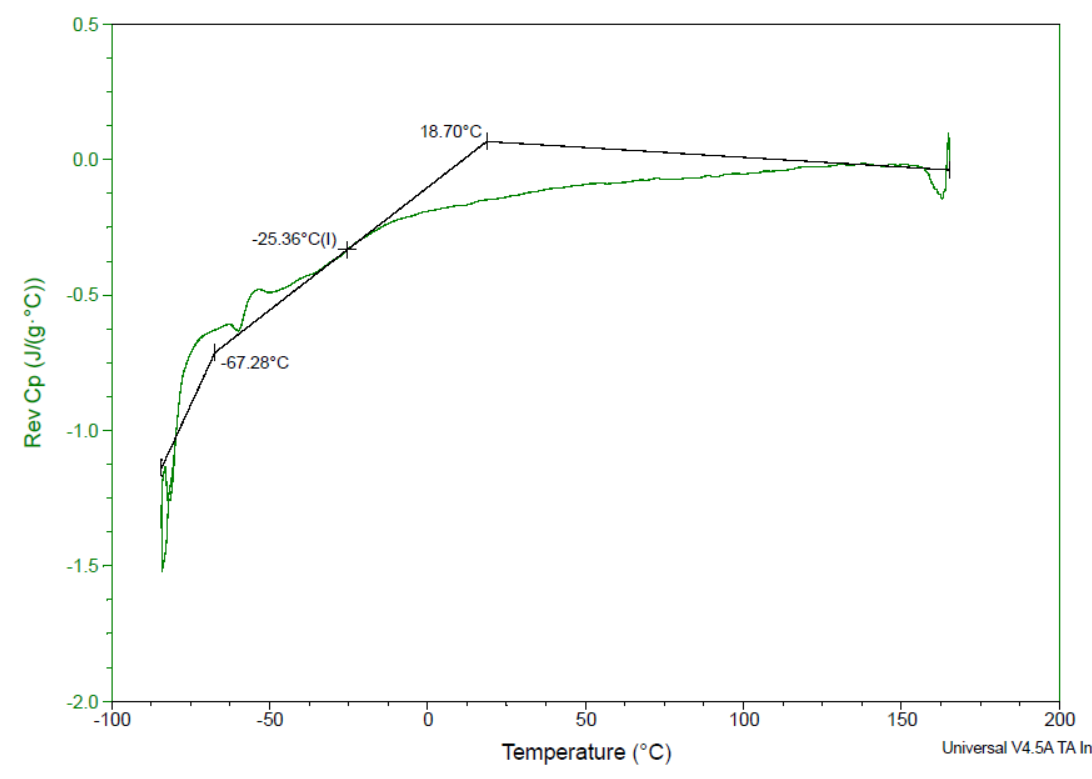 0.5
0.0
-0.5
-1.0
-1.5
-2.0
Rev Cp (J/(g·°C))
18.70°C
-25.36°C(I)
-67.28°C
-100 -50 0 50 100 150 200
Temperature (°C)
Universal V4.5A TA In